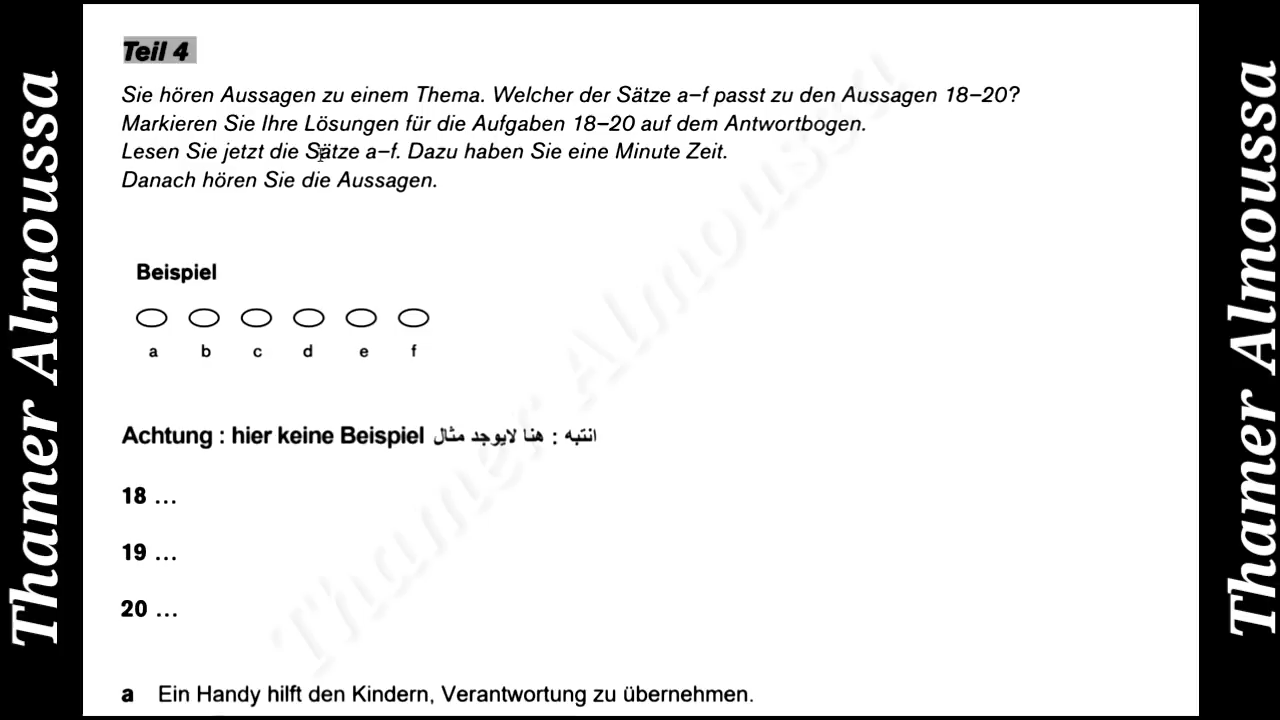 Teil 4
Sie hören Aussagen zu einem Thema. Welcher der Sätze a–f passt zu den Aussagen 18–20?
Markieren Sie Ihre Lösungen für die Aufgaben 18–20 auf dem Antwortbogen.
Lesen Sie jetzt die Sätze a–f. Dazu haben Sie eine Minute Zeit.
Danach hören Sie die Aussagen.
Beispiel
a b c d e f
Achtung : hier keine Beispiel انتبه : هنا لايوجد مثال
18 ...
19 ...
20 ...
a Ein Handy hilft den Kindern, Verantwortung zu übernehmen.
Thamer Almoussa
Thamer Almoussa
Thamer Almoussa